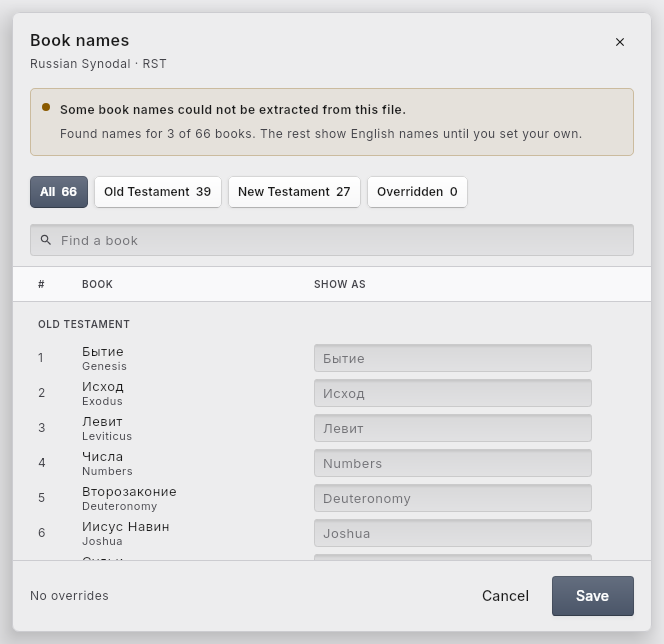 Book names
Russian Synodal · RST
Some book names could not be extracted from this file.
Found names for 3 of 66 books. The rest show English names until you set your own.
All 66 Old Testament 39 New Testament 27 Overridden 0
Find a book
# BOOK SHOW AS
OLD TESTAMENT
1 Бытие Бытие
Genesis
2 Исход Исход
Exodus
3 Левит Левит
Leviticus
4 Числа Numbers
Numbers
5 Второзаконие Deuteronomy
Deuteronomy
6 Иисус Навин Joshua
Joshua
No overrides Cancel Save